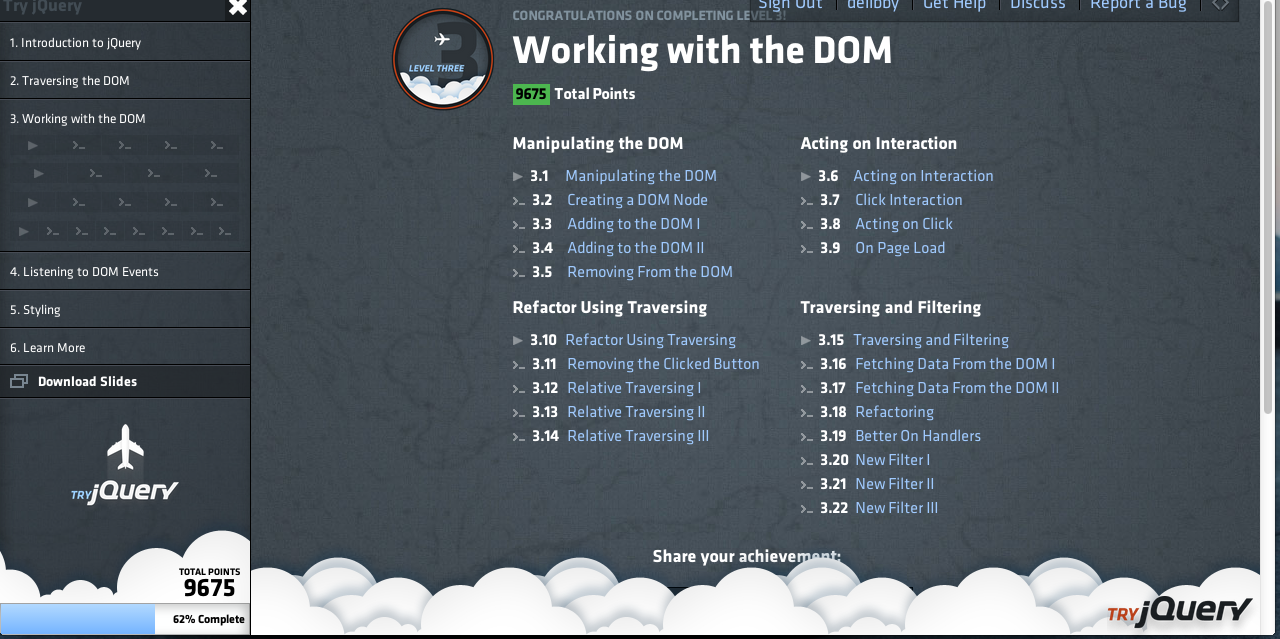 Try jQuery
1. Introduction to jQuery
2. Traversing the DOM
3. Working with the DOM
4. Listening to DOM Events
5. Styling
6. Learn More
Download Slides
TRY jQUERY
TOTAL POINTS
9675
62% Complete
Sign Out delibby Get Help Discuss Report a Bug
CONGRATULATIONS ON COMPLETING LEVEL 3!
3
LEVEL THREE
Working with the DOM
9675 Total Points
Manipulating the DOM
3.1 Manipulating the DOM
3.2 Creating a DOM Node
3.3 Adding to the DOM I
3.4 Adding to the DOM II
3.5 Removing From the DOM
Acting on Interaction
3.6 Acting on Interaction
3.7 Click Interaction
3.8 Acting on Click
3.9 On Page Load
Refactor Using Traversing
3.10 Refactor Using Traversing
3.11 Removing the Clicked Button
3.12 Relative Traversing I
3.13 Relative Traversing II
3.14 Relative Traversing III
Traversing and Filtering
3.15 Traversing and Filtering
3.16 Fetching Data From the DOM I
3.17 Fetching Data From the DOM II
3.18 Refactoring
3.19 Better On Handlers
3.20 New Filter I
3.21 New Filter II
3.22 New Filter III
Share your achievement:
TRY jQUERY